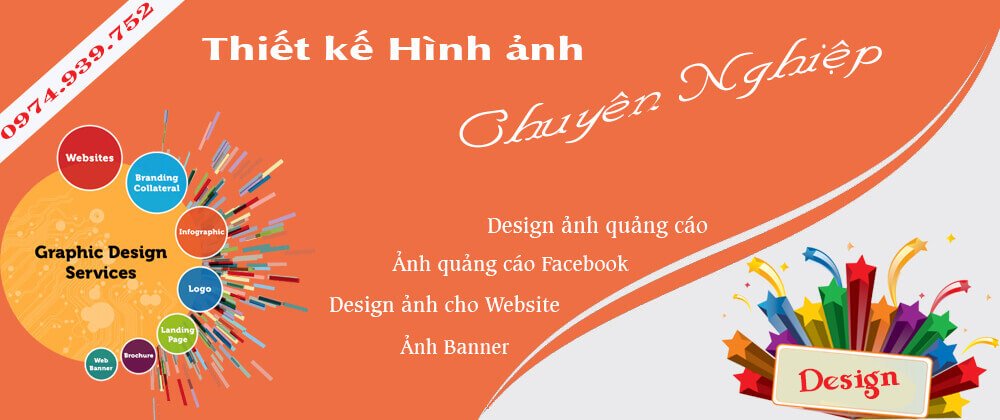 0974.939.752
Thiết kế Hình ảnh
Chuyên Nghiệp
Websites
Branding
Collateral
Infographic
Graphic Design
Services
Logo
Landing
Page
Brochure
Web
Banner
Design ảnh quảng cáo
Ảnh quảng cáo Facebook
Design ảnh cho Website
Ảnh Banner
Design